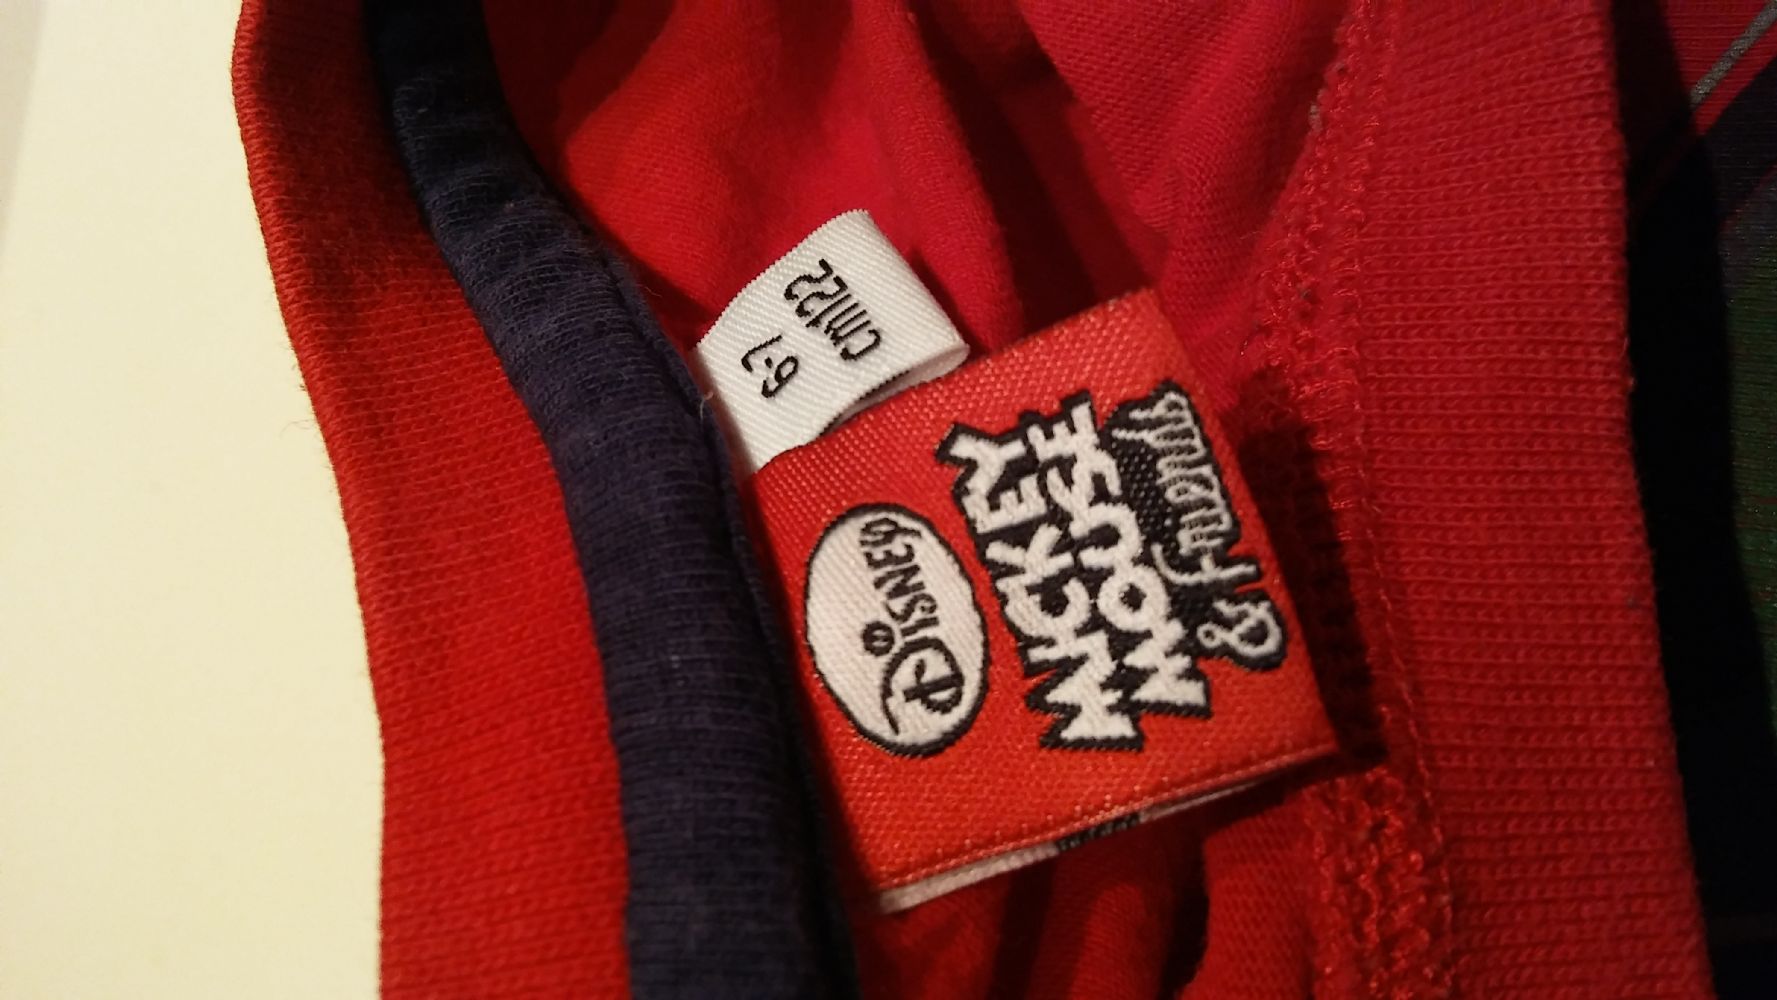 6-7
cm122
Disney
MICKEY
MOUSE
& friends